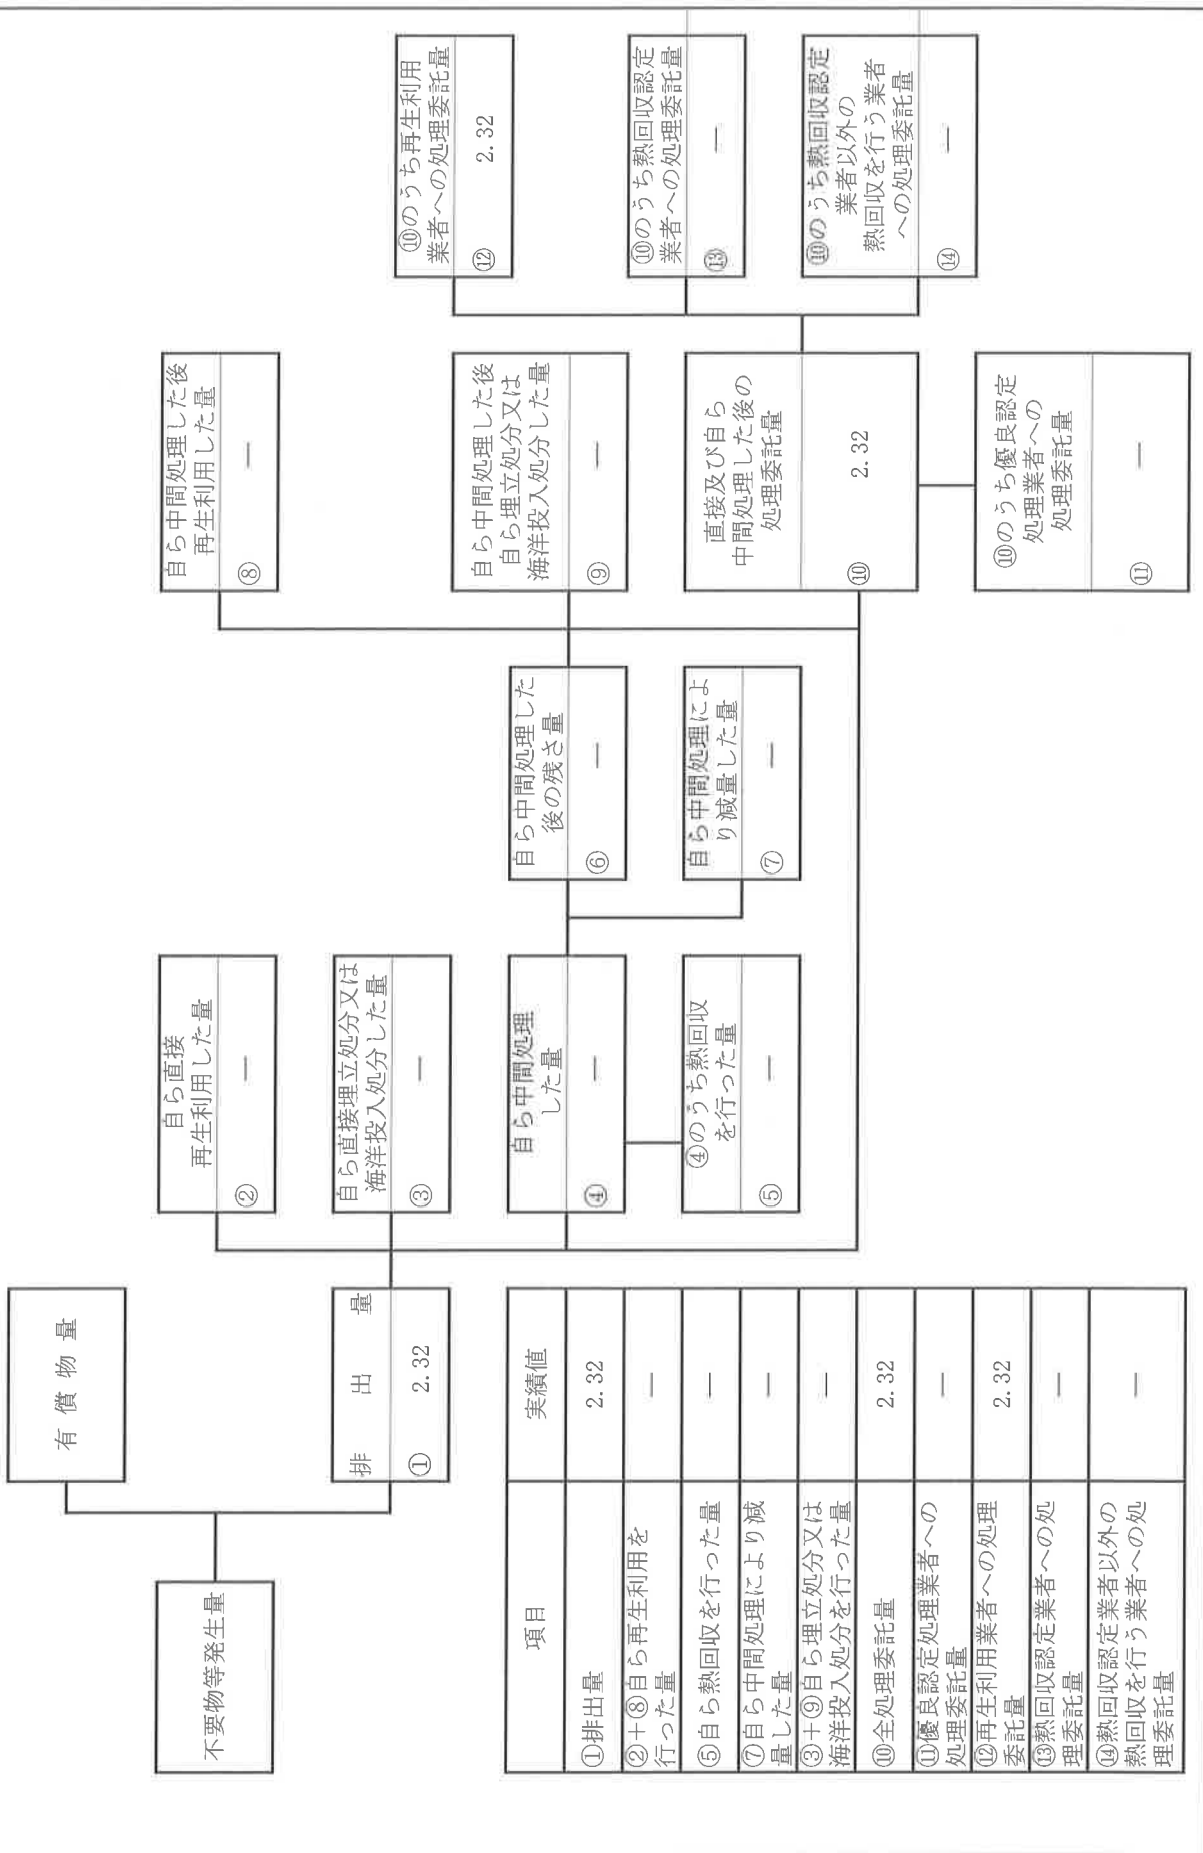 不要物等発生量
有償物量
排出量
① 2.32
自ら直接
再生利用した量
② ―
自ら直接埋立処分又は
海洋投入処分した量
③ ―
自ら中間処理
した量
④ ―
④のうち熱回収
を行った量
⑤ ―
自ら中間処理した
後の残さ量
⑥ ―
自ら中間処理によ
り減量した量
⑦ ―
自ら中間処理した後
再生利用した量
⑧ ―
自ら中間処理した後
自ら埋立処分又は
海洋投入処分した量
⑨ ―
直接及び自ら
中間処理した後の
処理委託量
⑩ 2.32
⑩のうち優良認定
処理業者への
処理委託量
⑪ ―
⑩のうち再生利用
業者への処理委託量
⑫ 2.32
⑩のうち熱回収認定
業者への処理委託量
⑬ ―
⑩のうち熱回収認定
業者以外の
熱回収を行う業者
への処理委託量
⑭ ―
項目 実績値
①排出量 2.32
②+⑧自ら再生利用を
行った量 ―
⑤自ら熱回収を行った量 ―
⑦自ら中間処理により減
量した量 ―
③+⑨自ら埋立処分又は
海洋投入処分を行った量 ―
⑩全処理委託量 2.32
⑪優良認定処理業者への
処理委託量 ―
⑫再生利用業者への処理
委託量 2.32
⑬熱回収認定業者への処
理委託量 ―
⑭熱回収認定業者以外の
熱回収を行う業者への処
理委託量 ―